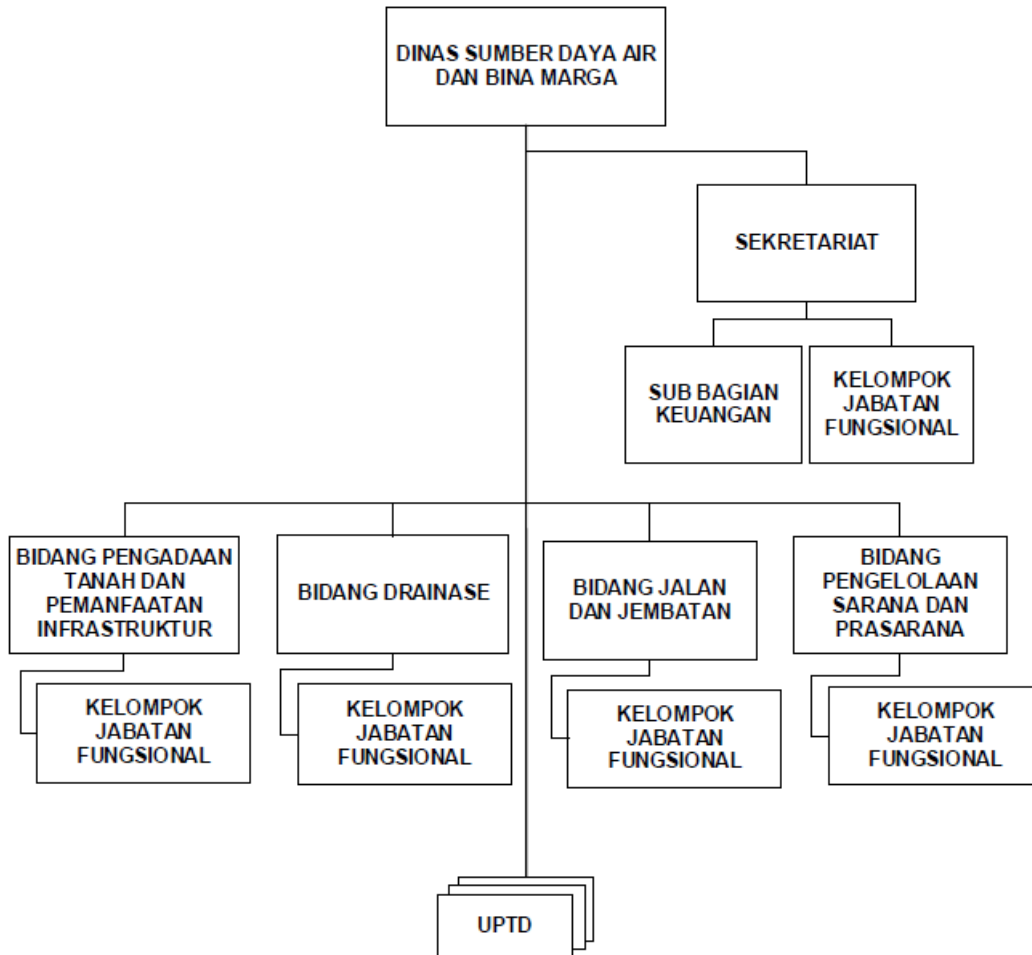 DINAS SUMBER DAYA AIR
DAN BINA MARGA
SEKRETARIAT
SUB BAGIAN
KEUANGAN
KELOMPOK
JABATAN
FUNGSIONAL
BIDANG PENGADAAN
TANAH DAN
PEMANFAATAN
INFRASTRUKTUR
BIDANG DRAINASE
BIDANG JALAN
DAN JEMBATAN
BIDANG
PENGELOLAAN
SARANA DAN
PRASARANA
KELOMPOK
JABATAN
FUNGSIONAL
KELOMPOK
JABATAN
FUNGSIONAL
KELOMPOK
JABATAN
FUNGSIONAL
KELOMPOK
JABATAN
FUNGSIONAL
UPTD